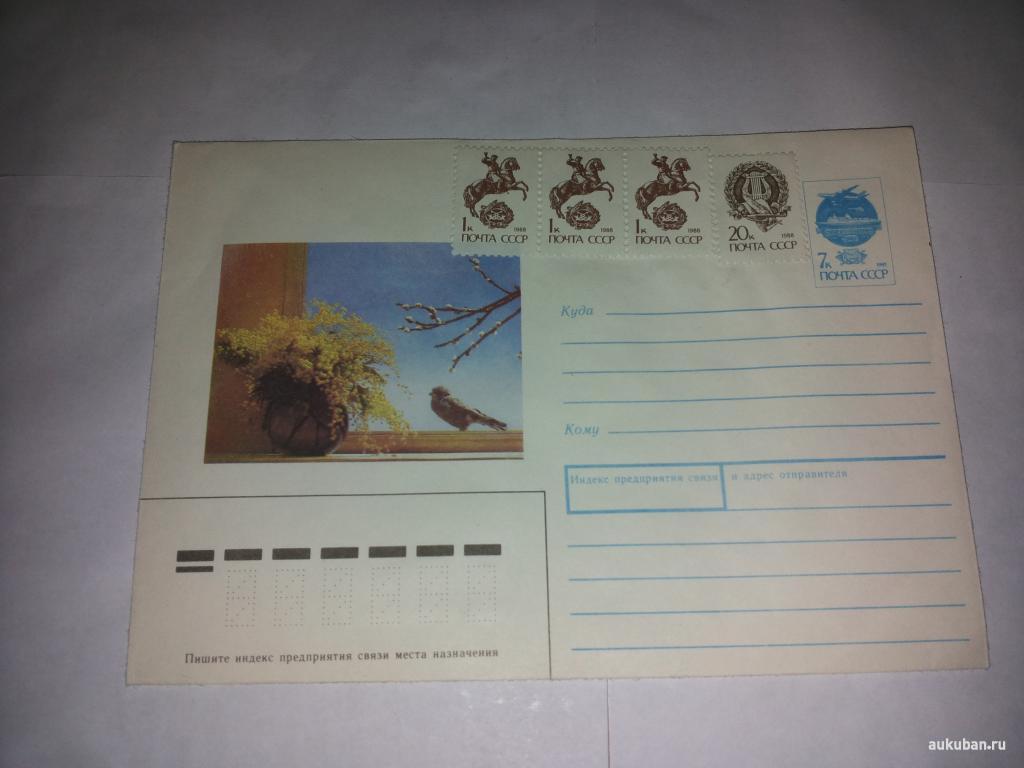 1к 1988
ПОЧТА СССР
1к 1988
ПОЧТА СССР
1к 1988
ПОЧТА СССР
20к 1988
ПОЧТА СССР
7к
ПОЧТА СССР
Куда
Кому
Индекс предприятия связи и адрес отправителя
Пишите индекс предприятия связи места назначения
aukuban.ru